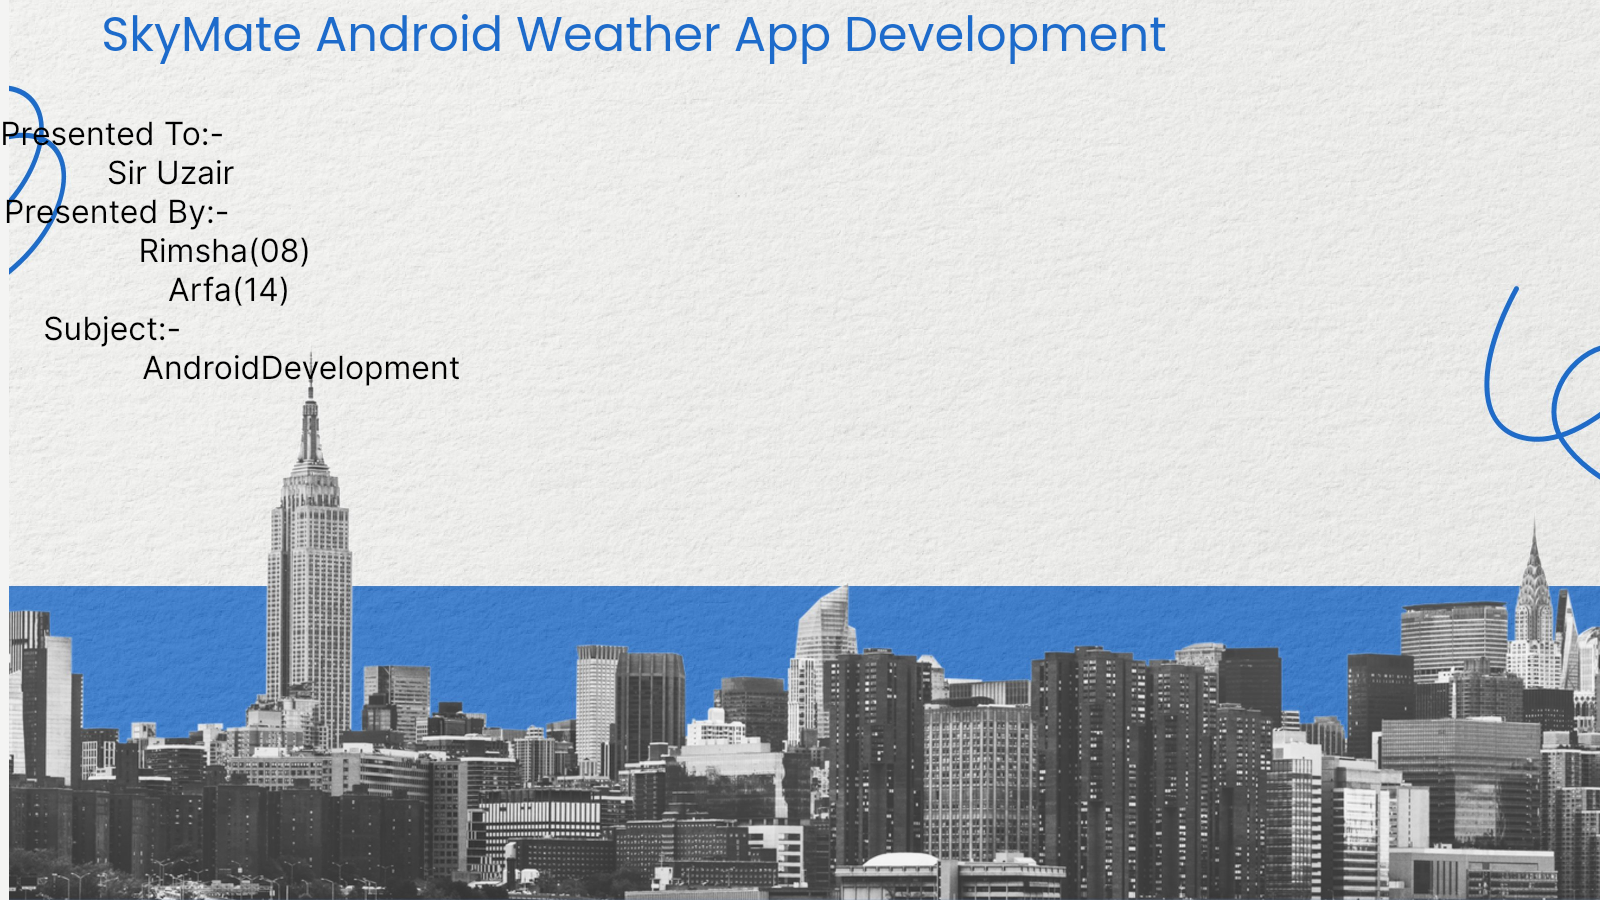 SkyMate Android Weather App Development
Presented To:-
Sir Uzair
Presented By:-
Rimsha(08)
Arfa(14)
Subject:-
AndroidDevelopment